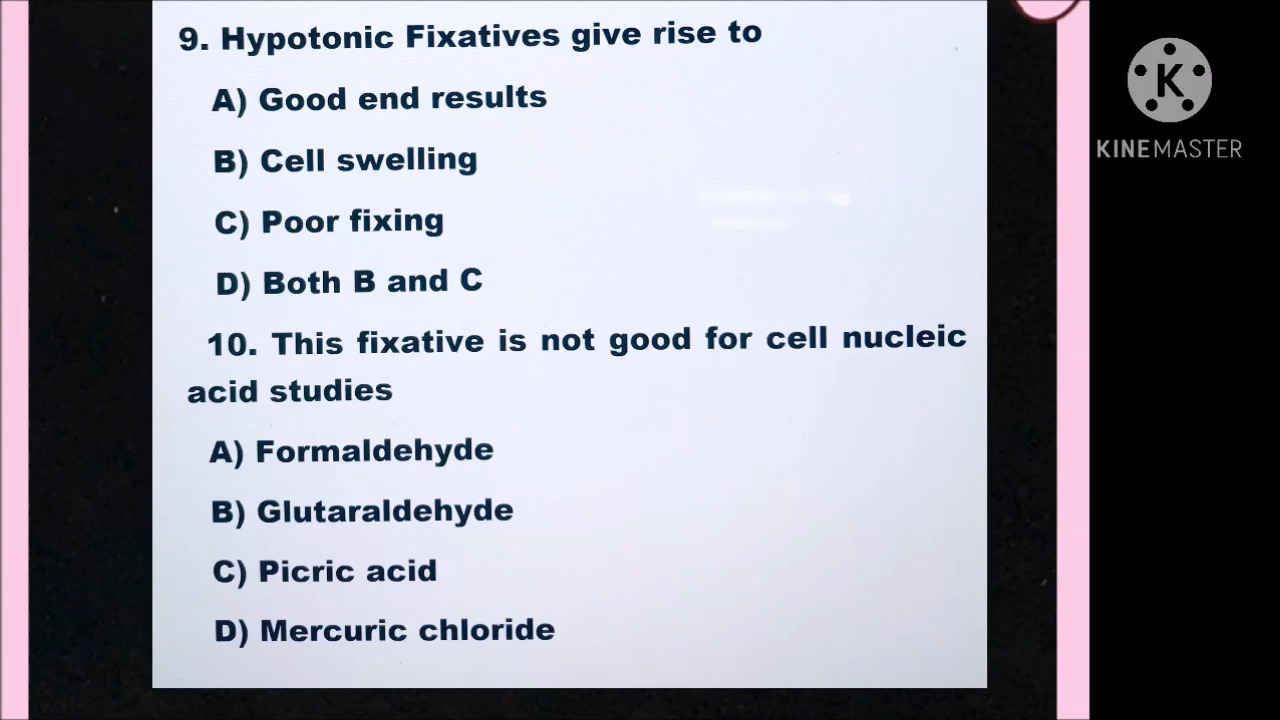 9. Hypotonic Fixatives give rise to
A) Good end results
B) Cell swelling
C) Poor fixing
D) Both B and C
10. This fixative is not good for cell nucleic
acid studies
A) Formaldehyde
B) Glutaraldehyde
C) Picric acid
D) Mercuric chloride
K
KINEMASTER